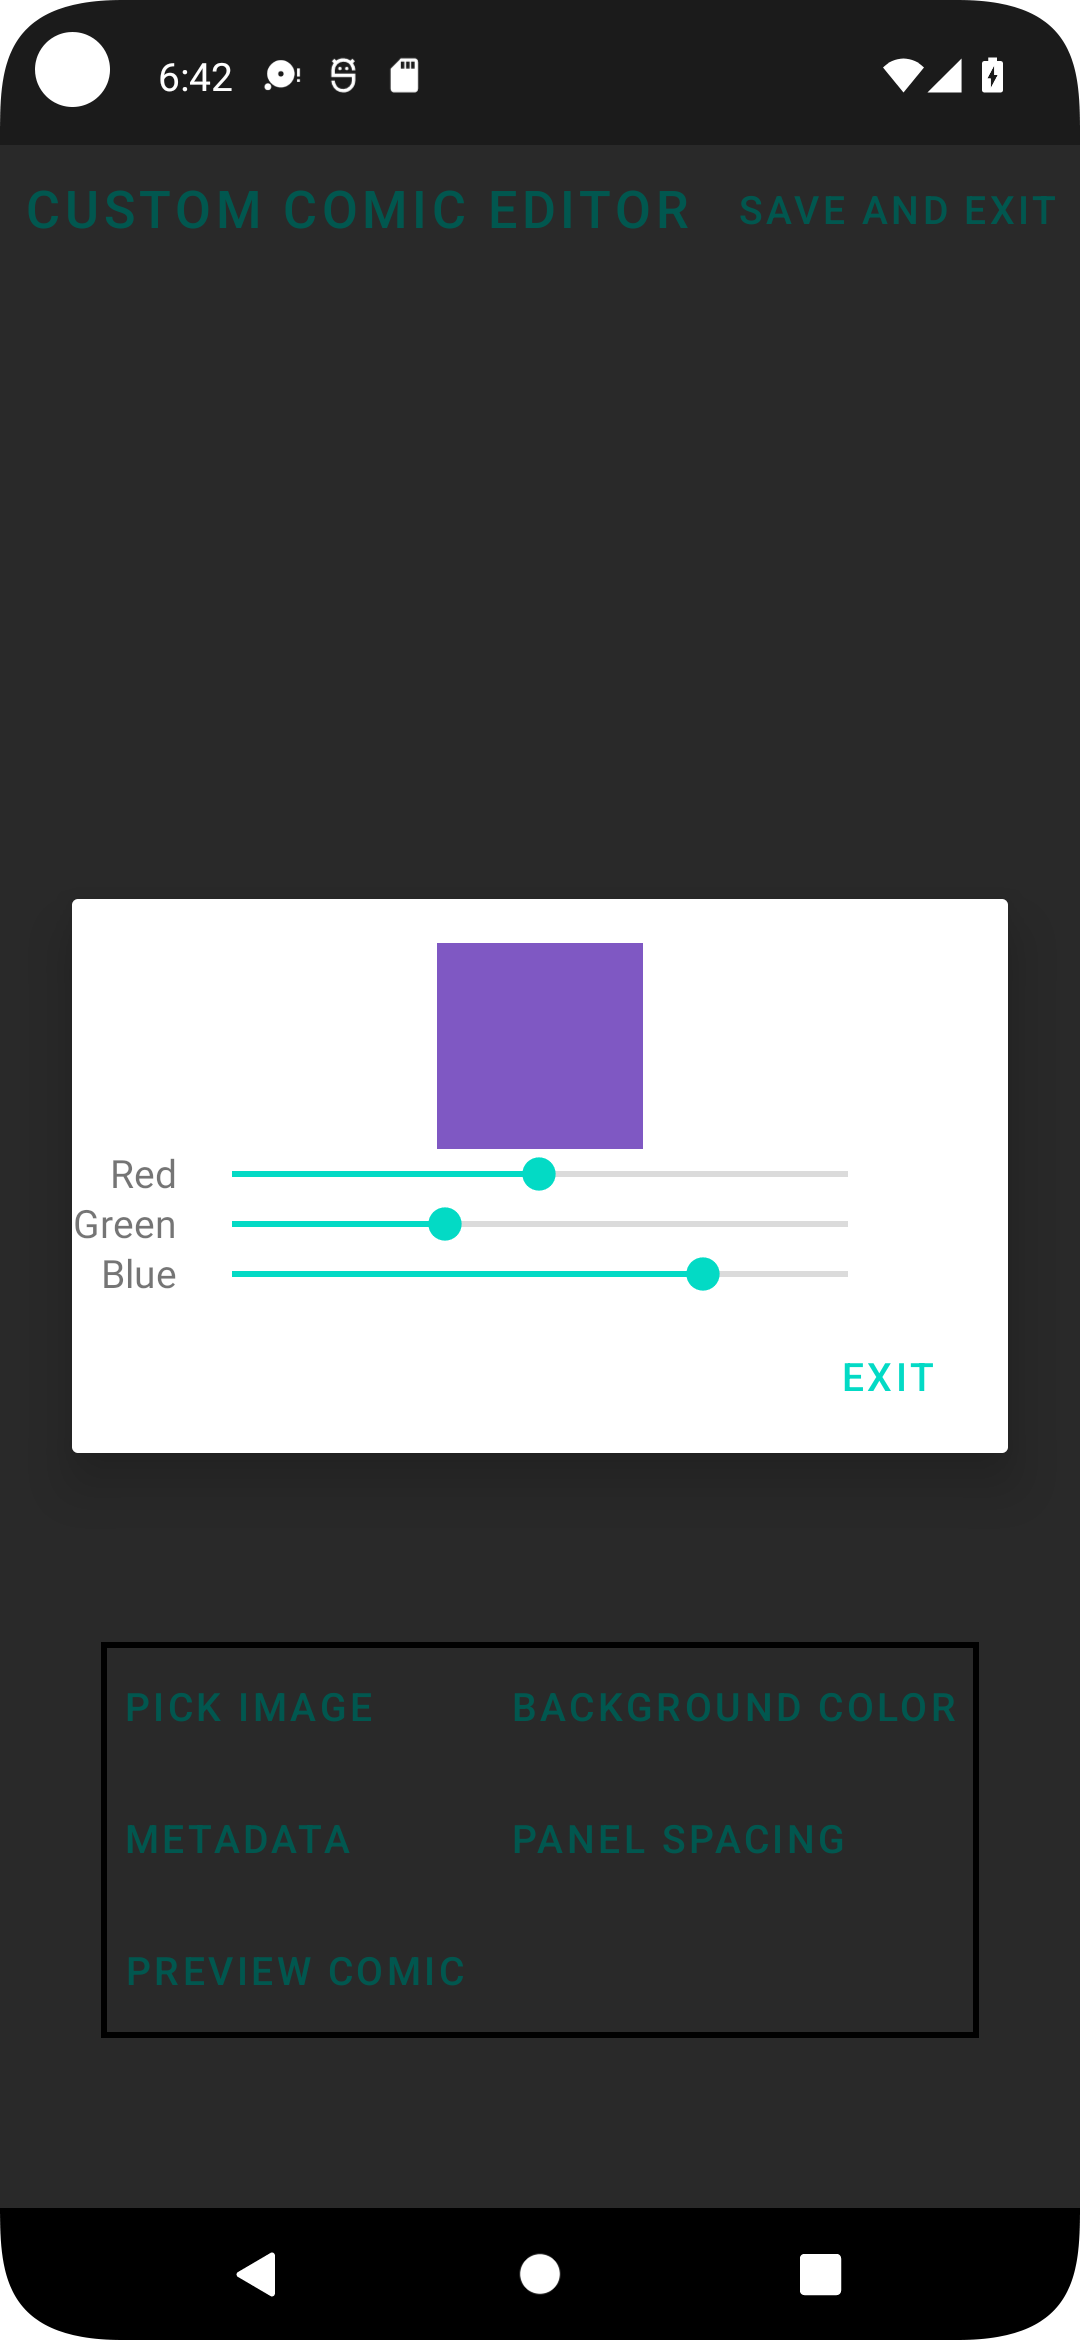 6:42
CUSTOM COMIC EDITOR SAVE AND EXIT
Red
Green
Blue
EXIT
PICK IMAGE BACKGROUND COLOR
METADATA PANEL SPACING
PREVIEW COMIC